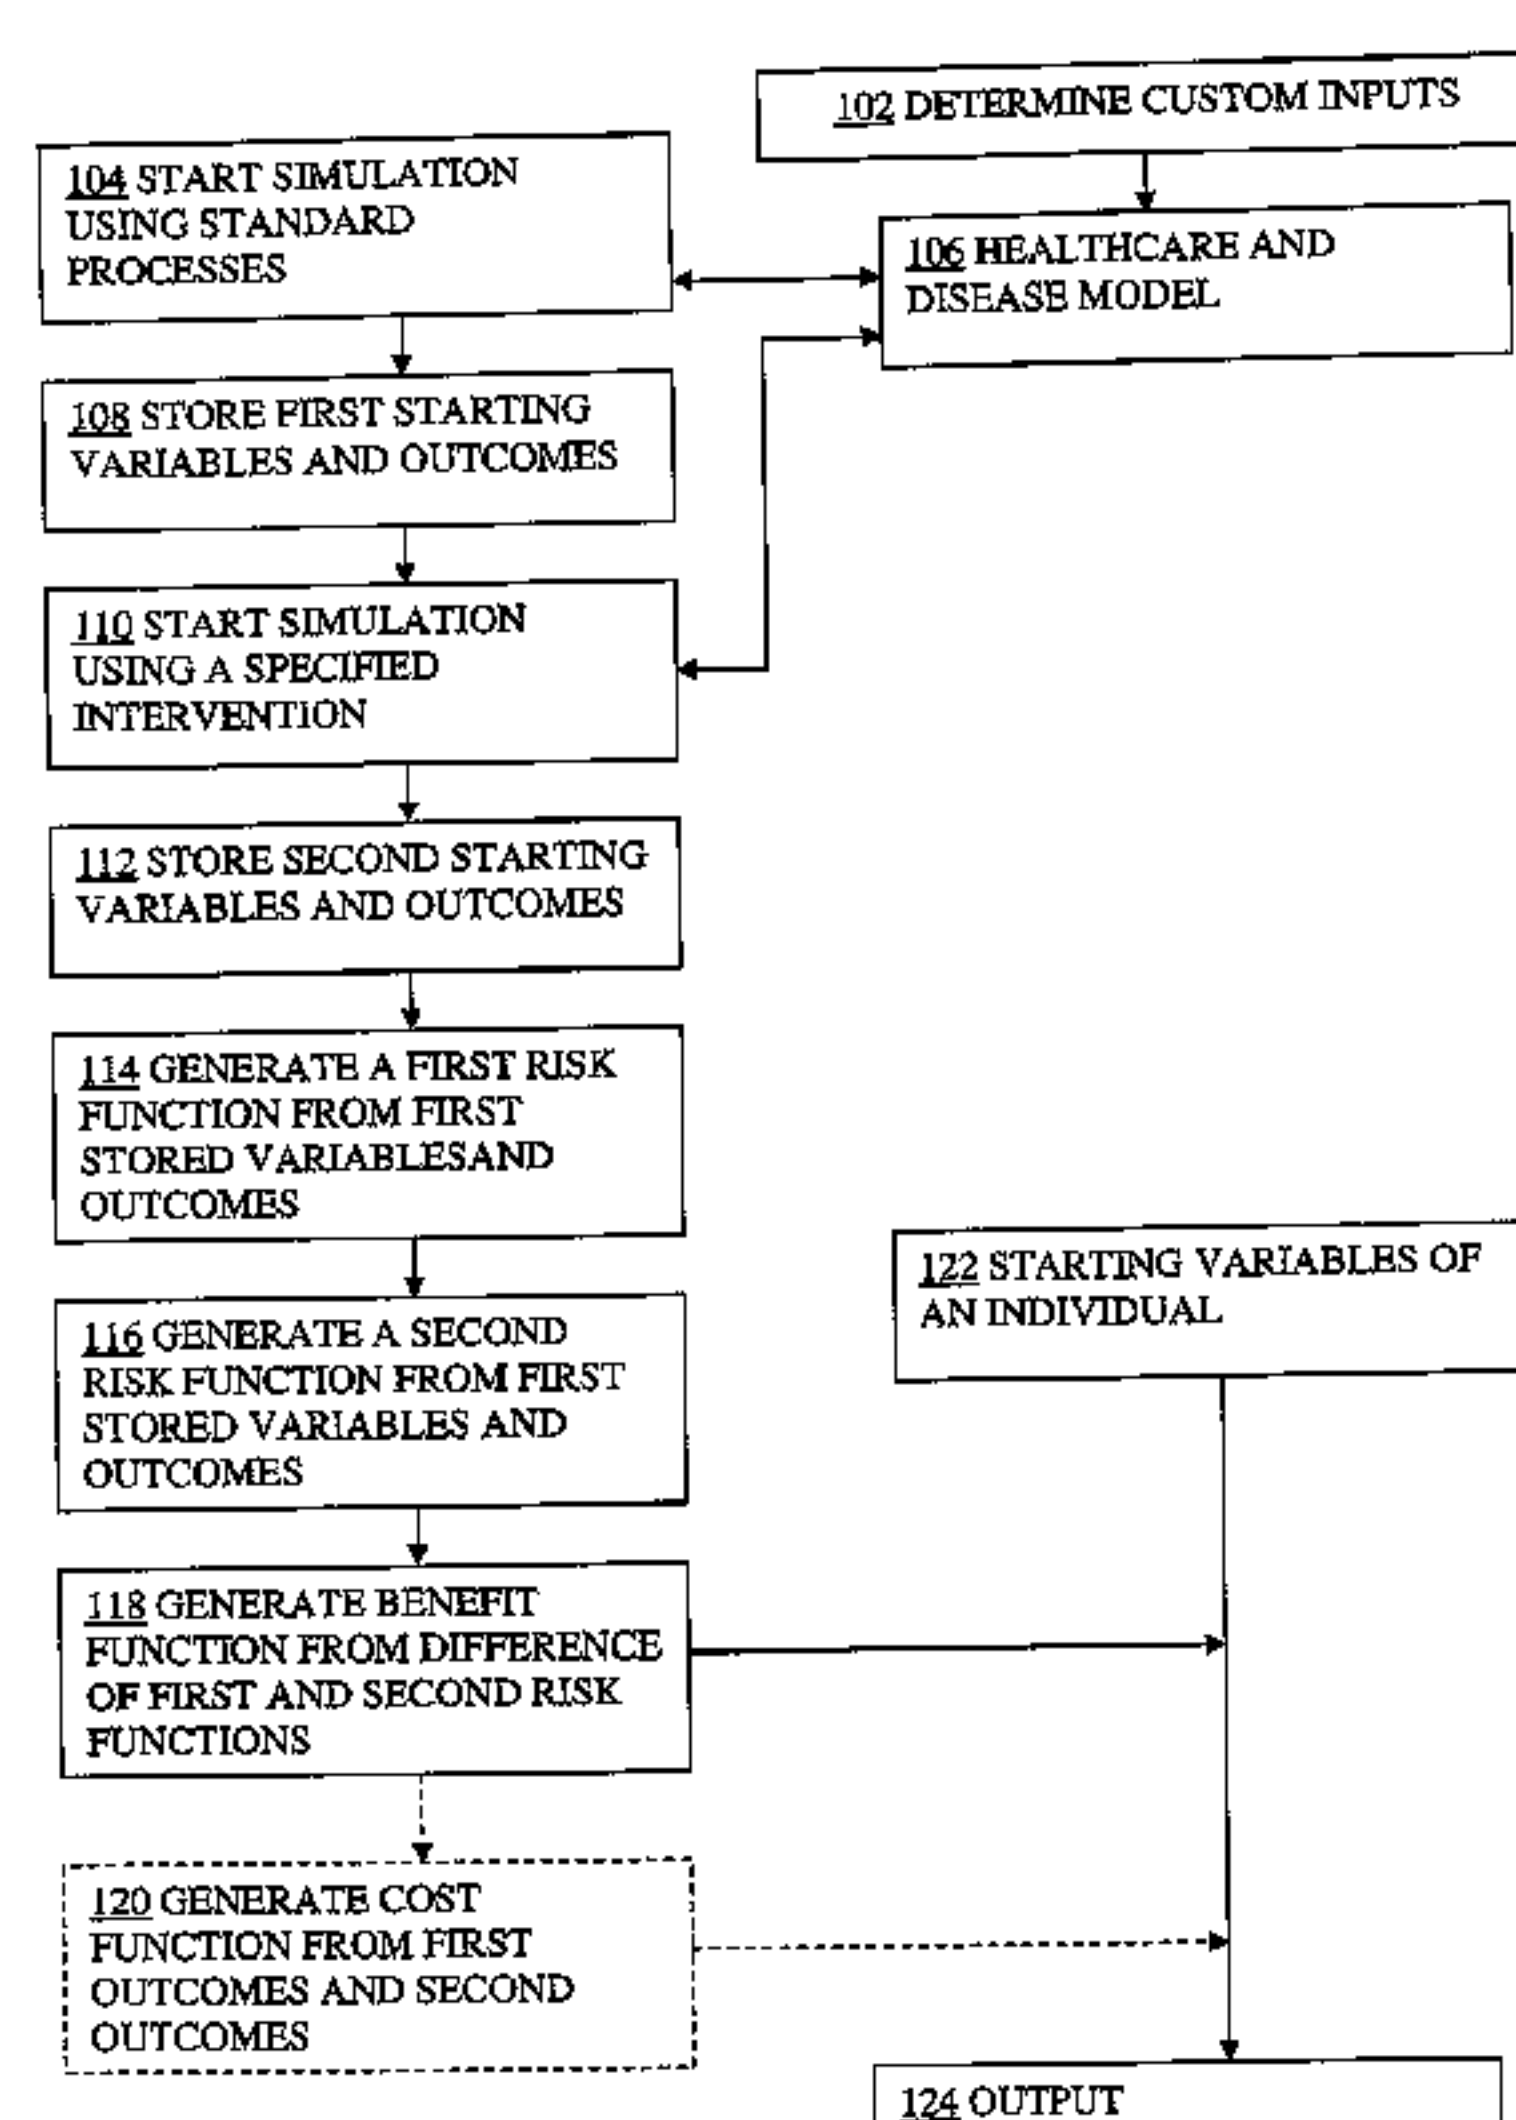 102 DETERMINE CUSTOM INPUTS
104 START SIMULATION
USING STANDARD
PROCESSES
106 HEALTHCARE AND
DISEASE MODEL
108 STORE FIRST STARTING
VARIABLES AND OUTCOMES
110 START SIMULATION
USING A SPECIFIED
INTERVENTION
112 STORE SECOND STARTING
VARIABLES AND OUTCOMES
114 GENERATE A FIRST RISK
FUNCTION FROM FIRST
STORED VARIABLESAND
OUTCOMES
116 GENERATE A SECOND
RISK FUNCTION FROM FIRST
STORED VARIABLES AND
OUTCOMES
122 STARTING VARIABLES OF
AN INDIVIDUAL
118 GENERATE BENEFIT
FUNCTION FROM DIFFERENCE
OF FIRST AND SECOND RISK
FUNCTIONS
120 GENERATE COST
FUNCTION FROM FIRST
OUTCOMES AND SECOND
OUTCOMES
124 OUTPUT